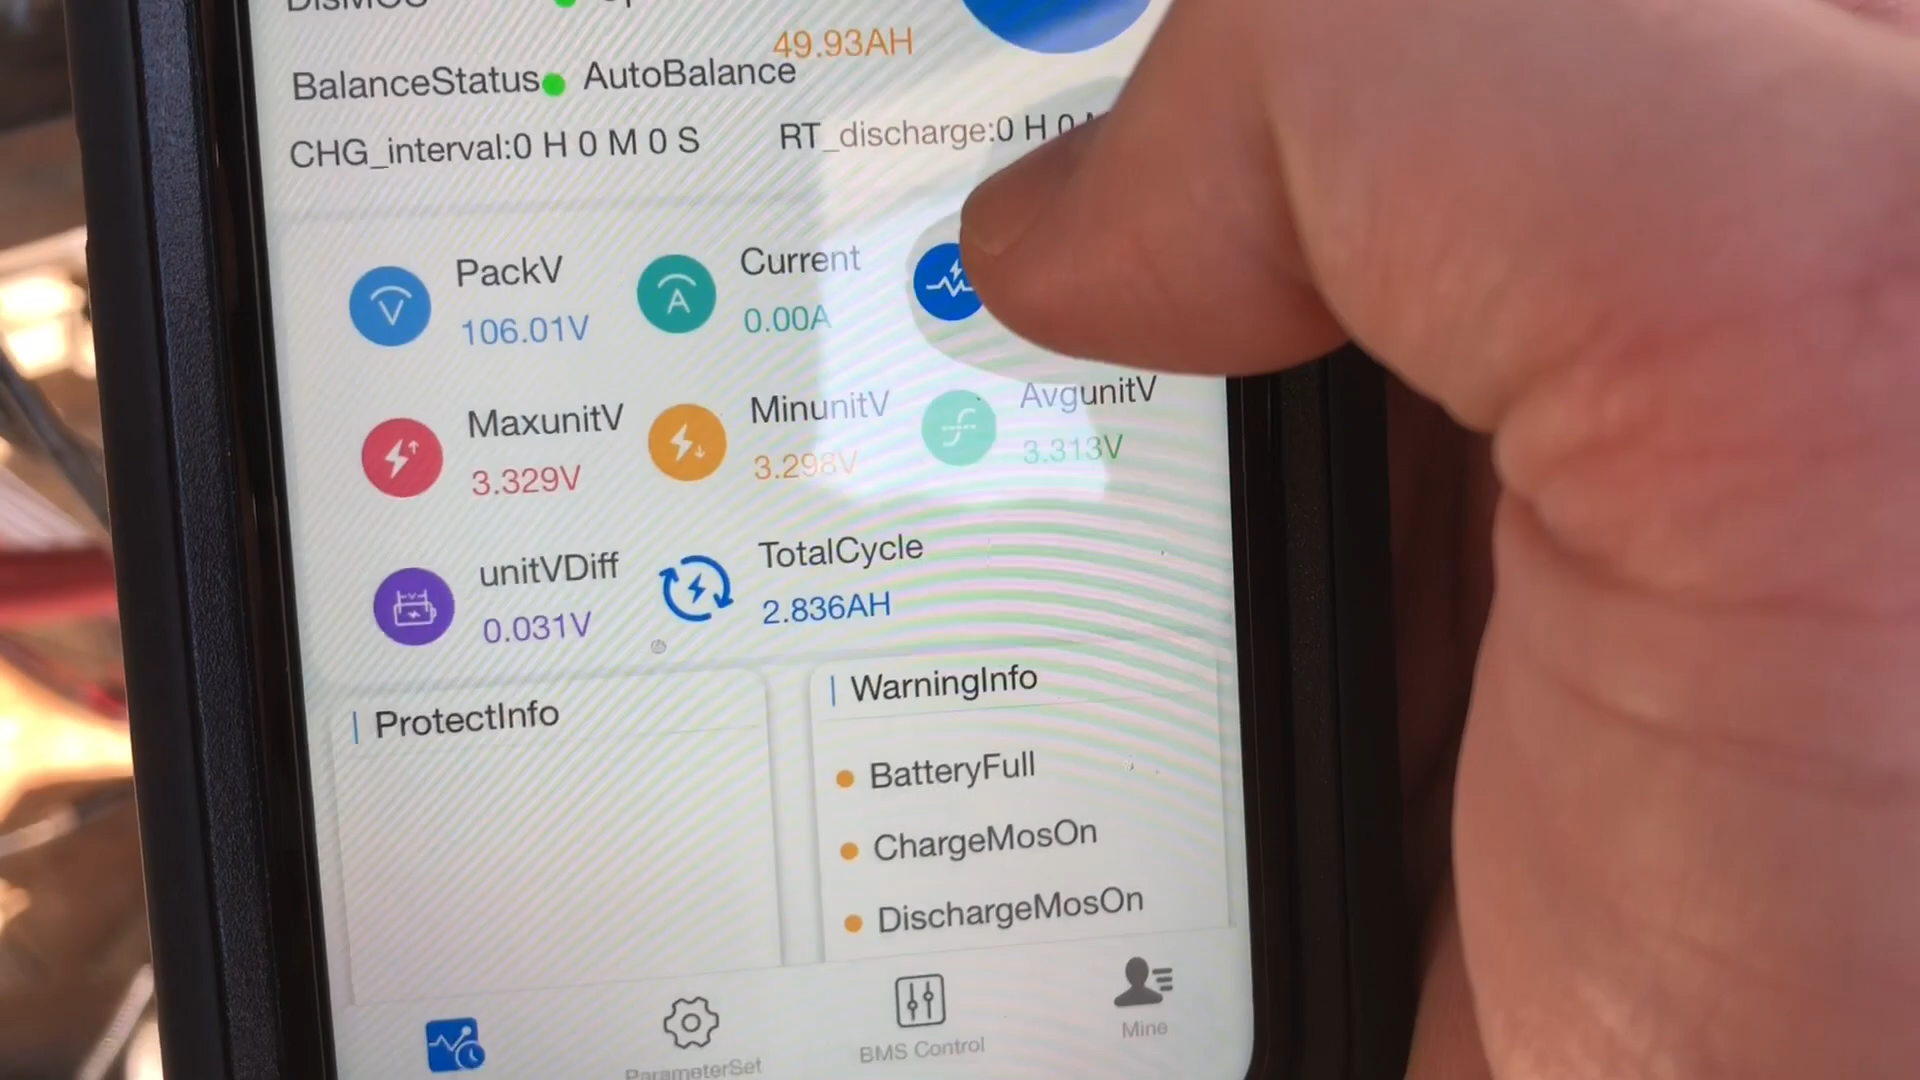 49.93AH
BalanceStatus AutoBalance
CHG_interval:0 H 0 M 0 S RT_discharge:0 H 0
PackV Current
106.01V 0.00A
MaxunitV MinunitV AvgunitV
3.329V 3.298V 3.313V
unitVDiff TotalCycle
0.031V 2.836AH
ProtectInfo WarningInfo
BatteryFull
ChargeMosOn
DischargeMosOn
ParameterSet BMS Control Mine